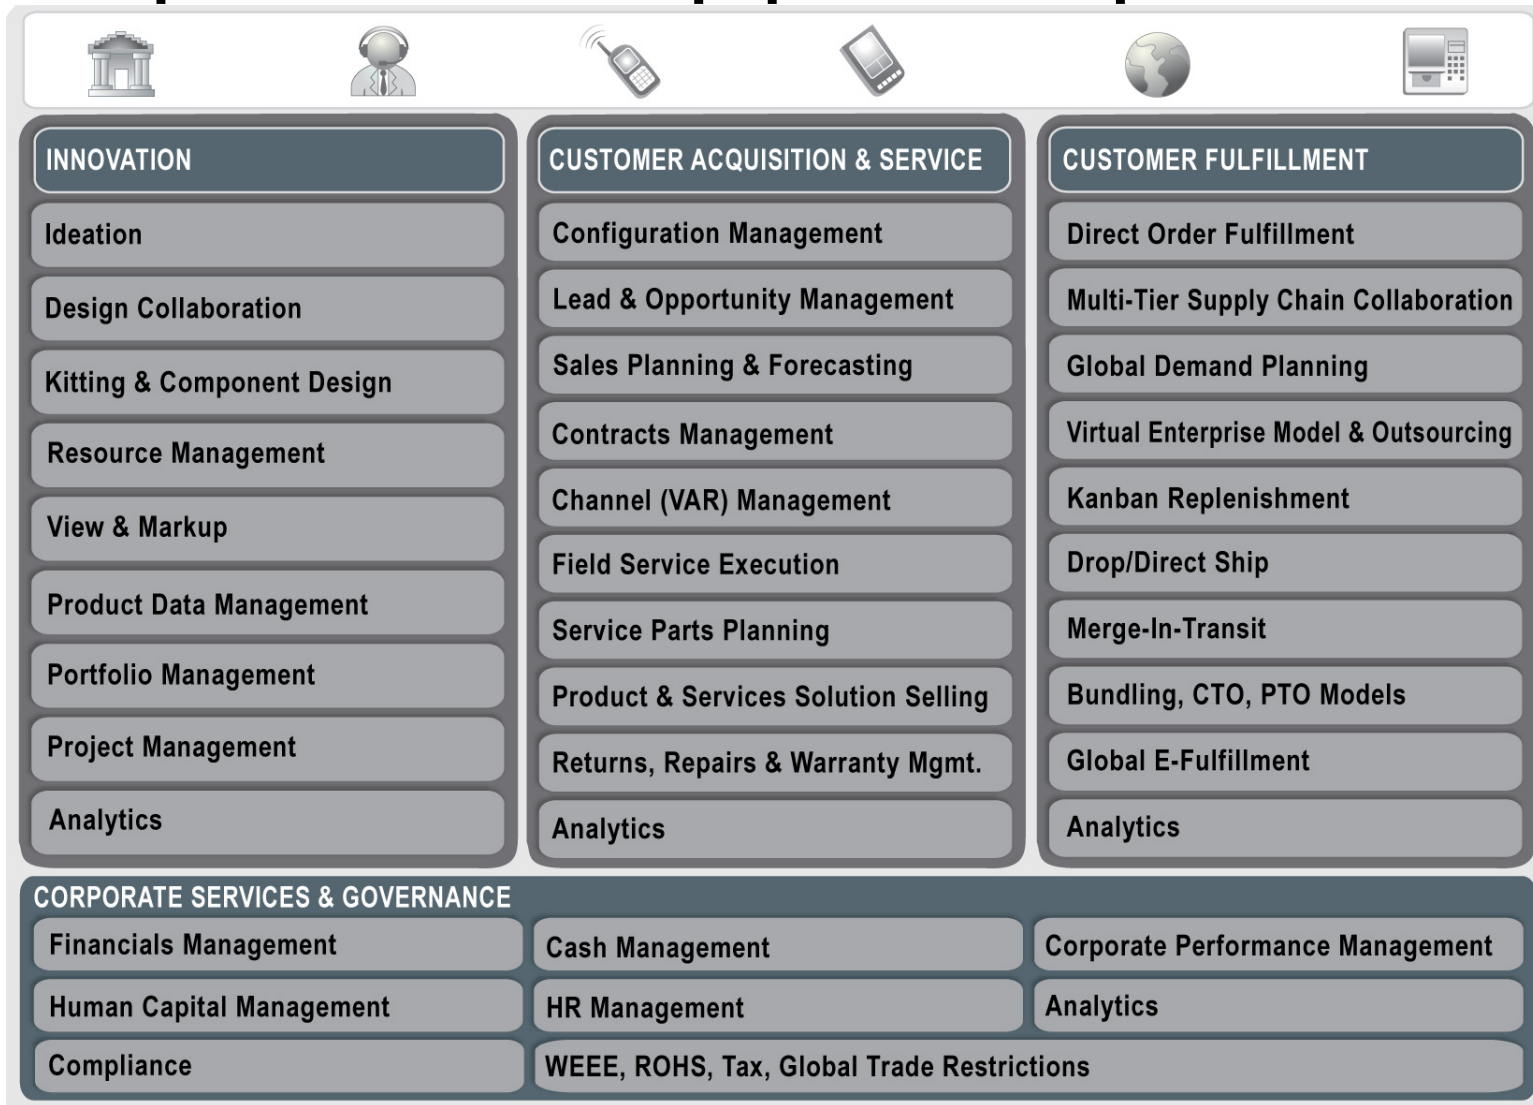 INNOVATION
Ideation
Design Collaboration
Kitting & Component Design
Resource Management
View & Markup
Product Data Management
Portfolio Management
Project Management
Analytics
CUSTOMER ACQUISITION & SERVICE
Configuration Management
Lead & Opportunity Management
Sales Planning & Forecasting
Contracts Management
Channel (VAR) Management
Field Service Execution
Service Parts Planning
Product & Services Solution Selling
Returns, Repairs & Warranty Mgmt.
Analytics
CUSTOMER FULFILLMENT
Direct Order Fulfillment
Multi-Tier Supply Chain Collaboration
Global Demand Planning
Virtual Enterprise Model & Outsourcing
Kanban Replenishment
Drop/Direct Ship
Merge-In-Transit
Bundling, CTO, PTO Models
Global E-Fulfillment
Analytics
CORPORATE SERVICES & GOVERNANCE
Financials Management
Cash Management
Corporate Performance Management
Human Capital Management
HR Management
Analytics
Compliance
WEEE, ROHS, Tax, Global Trade Restrictions